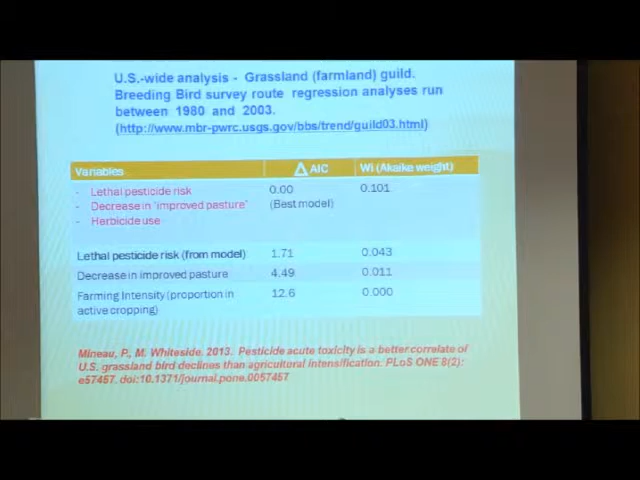 U.S.-wide analysis - Grassland (farmland) guild.
Breeding Bird survey route regression analyses run
between 1980 and 2003.
(http://www.mbr-pwrc.usgs.gov/bbs/trend/guild03.html)
Variables Δ AIC Wi (Akaike weight)
- Lethal pesticide risk 0.00 0.101
- Decrease in 'improved pasture' (Best model)
- Herbicide use
Lethal pesticide risk (from model) 1.71 0.043
Decrease in improved pasture 4.49 0.011
Farming Intensity (proportion in 12.6 0.000
active cropping)
Mineau, P., M. Whiteside. 2013. Pesticide acute toxicity is a better correlate of
U.S. grassland bird declines than agricultural intensification. PLoS ONE 8(2):
e57457. doi:10.1371/journal.pone.0057457